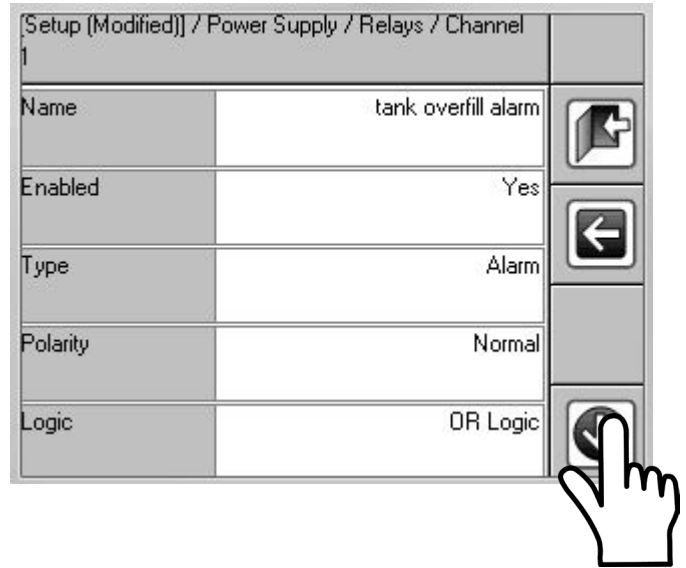 [Setup (Modified)] / Power Supply / Relays / Channel
1
Name tank overfill alarm
Enabled Yes
Type Alarm
Polarity Normal
Logic OR Logic